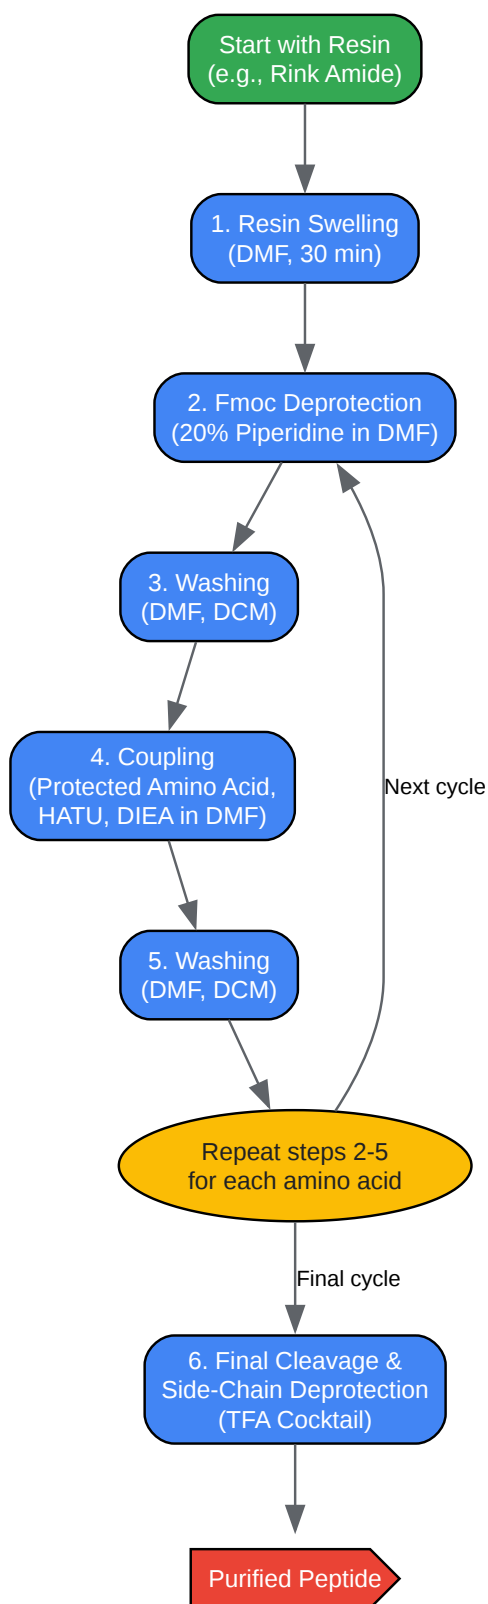 Start with Resin
(e.g., Rink Amide)
1. Resin Swelling
(DMF, 30 min)
2. Fmoc Deprotection
(20% Piperidine in DMF)
3. Washing
(DMF, DCM)
4. Coupling
(Protected Amino Acid,
HATU, DIEA in DMF)
Next cycle
5. Washing
(DMF, DCM)
Repeat steps 2-5
for each amino acid
Final cycle
6. Final Cleavage &
Side-Chain Deprotection
(TFA Cocktail)
Purified Peptide